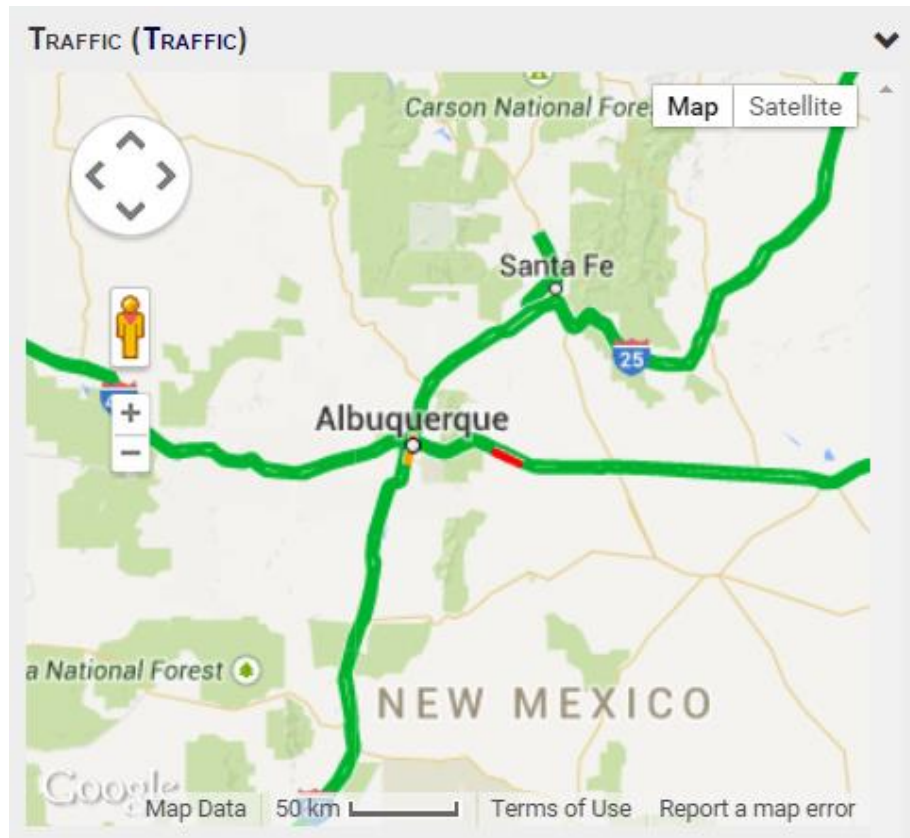 TRAFFIC (TRAFFIC)
Carson National Fore
Map Satellite
Santa Fe
25
Albuquerque
+
−
a National Forest
NEW MEXICO
Google
Map Data 50 km Terms of Use Report a map error